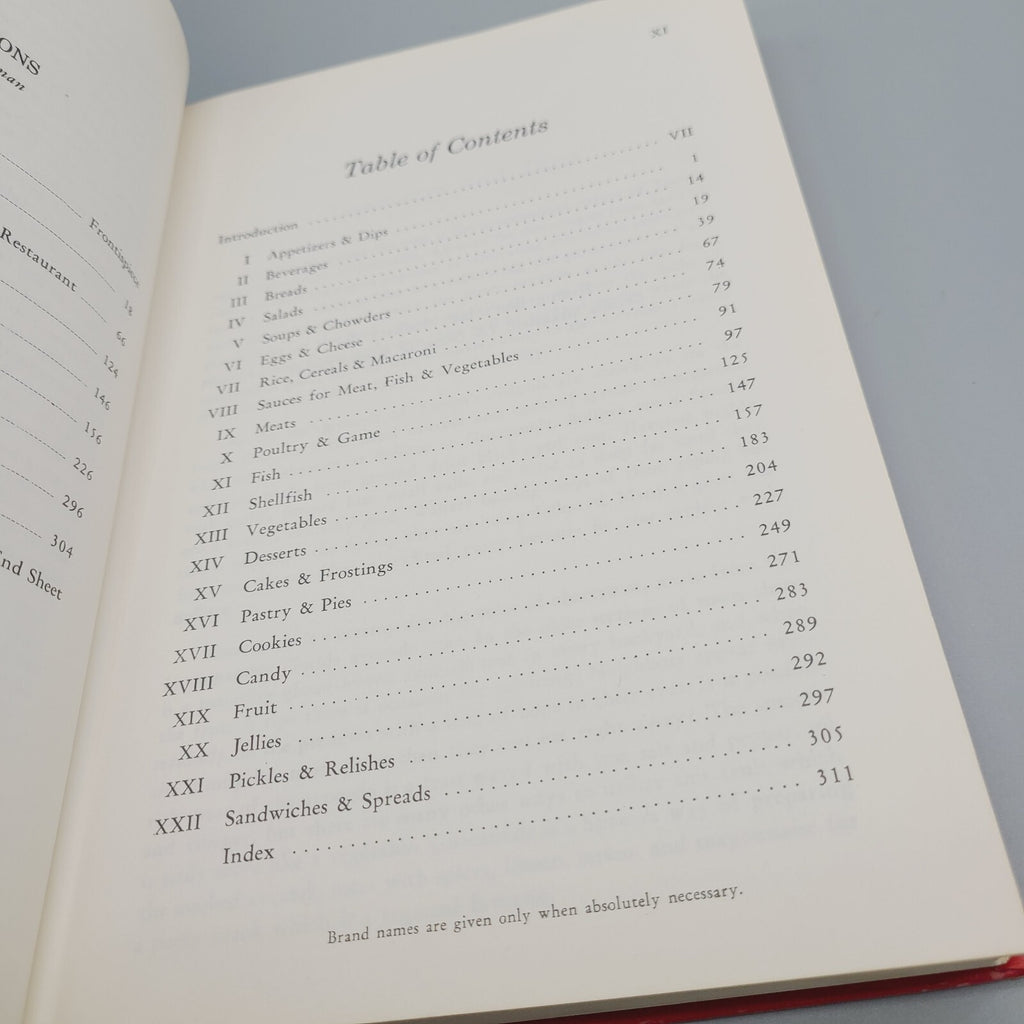 ONS
man
Frontispiece
18
Restaurant
66
124
146
156
226
296
304
End Sheet
XI
Table of Contents
Introduction VII
I Appetizers & Dips 1
II Beverages 14
III Breads 19
IV Salads 39
V Soups & Chowders 67
VI Eggs & Cheese 74
VII Rice, Cereals & Macaroni 79
VIII Sauces for Meat, Fish & Vegetables 91
IX Meats 97
X Poultry & Game 125
XI Fish 147
XII Shellfish 157
XIII Vegetables 183
XIV Desserts 204
XV Cakes & Frostings 227
XVI Pastry & Pies 249
XVII Cookies 271
XVIII Candy 283
XIX Fruit 289
XX Jellies 292
XXI Pickles & Relishes 297
XXII Sandwiches & Spreads 305
Index 311
Brand names are given only when absolutely necessary.